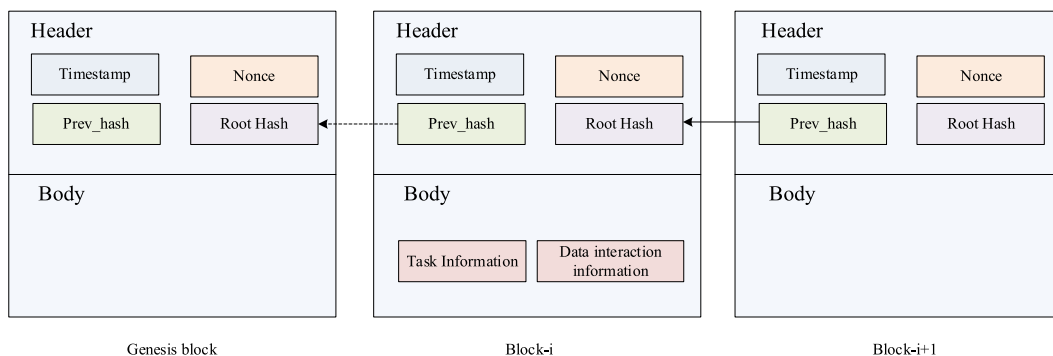 Header
Timestamp
Nonce
Prev_hash
Root Hash
Body
Genesis block
Header
Timestamp
Nonce
Prev_hash
Root Hash
Body
Task Information
Data interaction
information
Block-i
Header
Timestamp
Nonce
Prev_hash
Root Hash
Body
Block-i+1